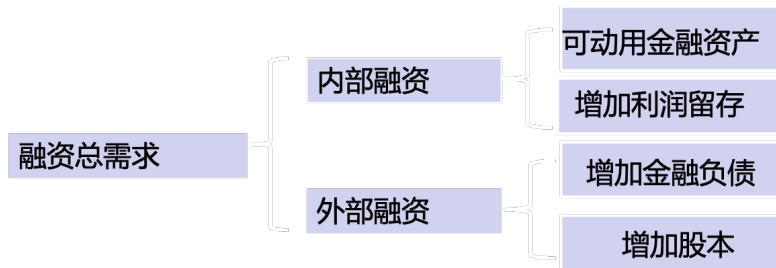 融资总需求
内部融资
可动用金融资产
增加利润留存
外部融资
增加金融负债
增加股本